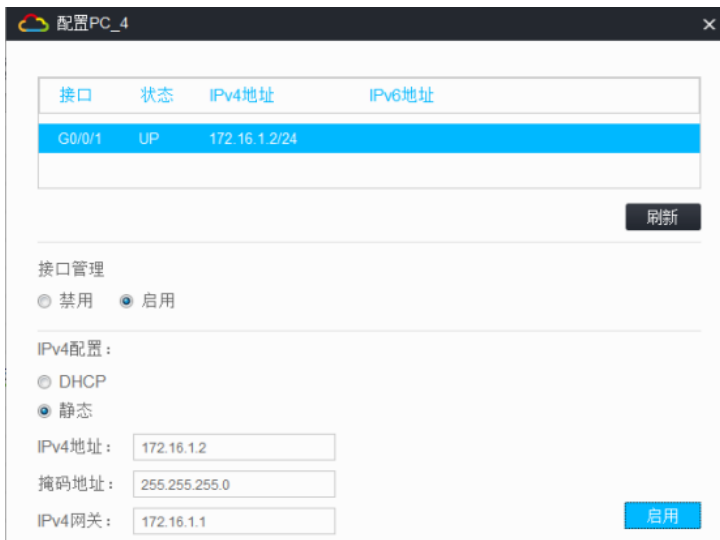 配置PC_4
接口 状态 IPv4地址 IPv6地址
G0/0/1 UP 172.16.1.2/24
刷新
接口管理
禁用 启用
IPv4配置：
DHCP
静态
IPv4地址： 172.16.1.2
掩码地址： 255.255.255.0
IPv4网关： 172.16.1.1
启用